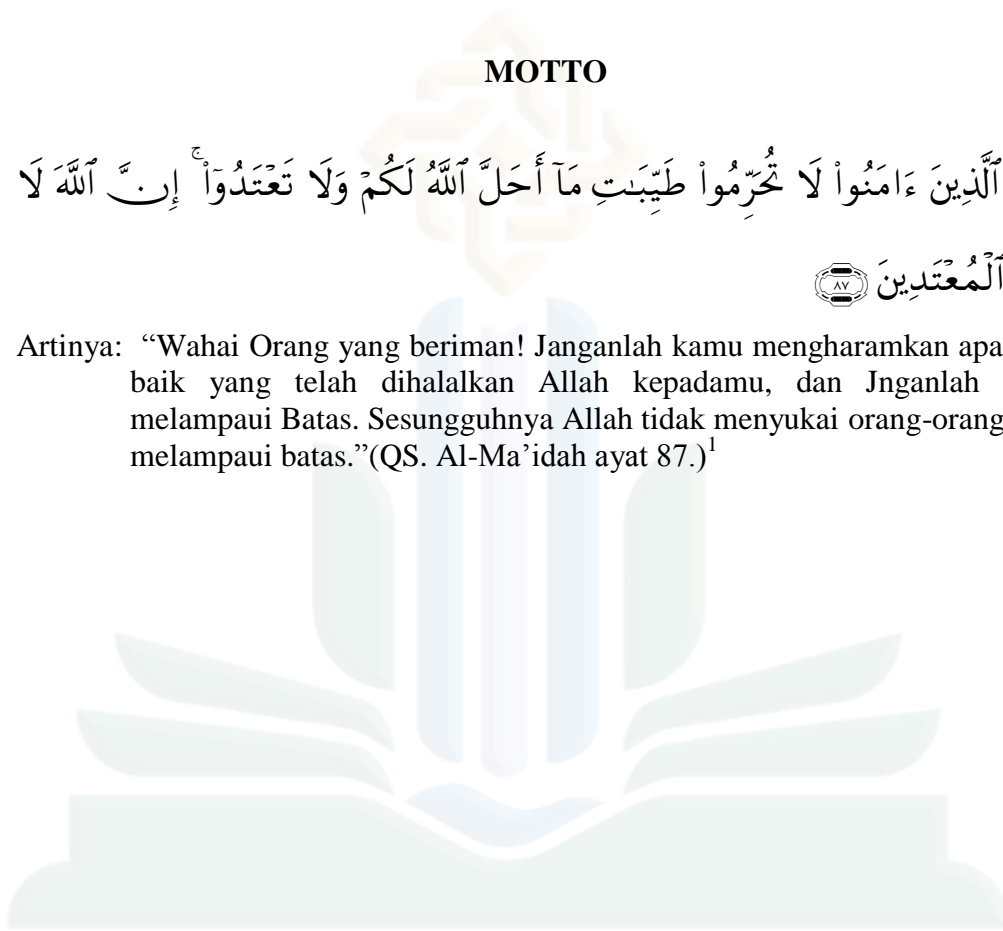 MOTTO
ٱلَّذِينَ ءَامَنُواْ لَا تُحَرِّمُواْ طَيِّبَٰتِ مَآ أَحَلَّ ٱللَّهُ لَكُمۡ وَلَا تَعۡتَدُوٓاْۚ إِنَّ ٱللَّهَ لَا
ٱلۡمُعۡتَدِينَ ٨٧
Artinya: “Wahai Orang yang beriman! Janganlah kamu mengharamkan apa
baik yang telah dihalalkan Allah kepadamu, dan Jnganlah
melampaui Batas. Sesungguhnya Allah tidak menyukai orang-orang
melampaui batas.”(QS. Al-Ma’idah ayat 87.)¹